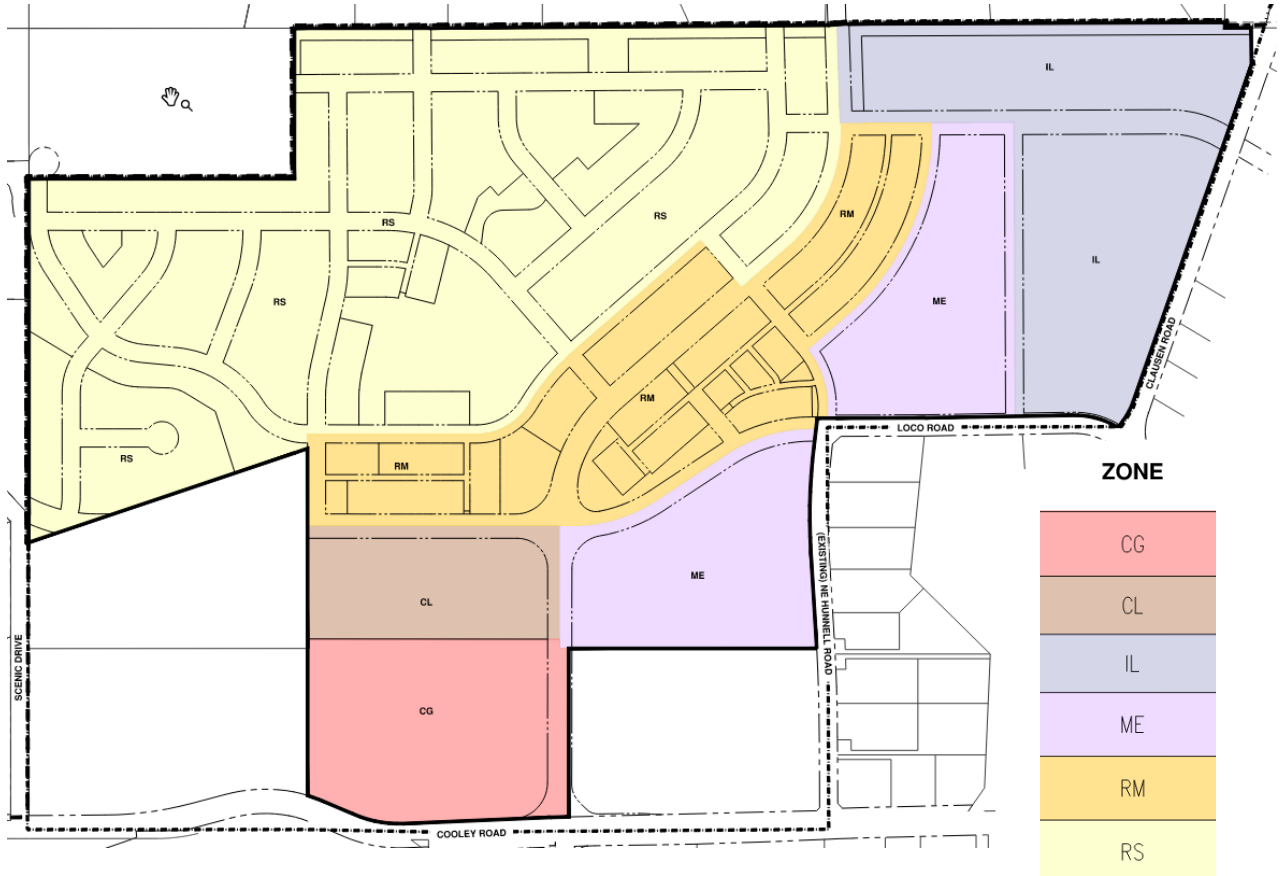 IL
RS
RS
RM
IL
RS
ME
CLAUSEN ROAD
RM
LOCO ROAD
RS
RM
ME
CL
(EXISTING) NE HUNNELL ROAD
SCENIC DRIVE
CG
COOLEY ROAD
ZONE
CG
CL
IL
ME
RM
RS